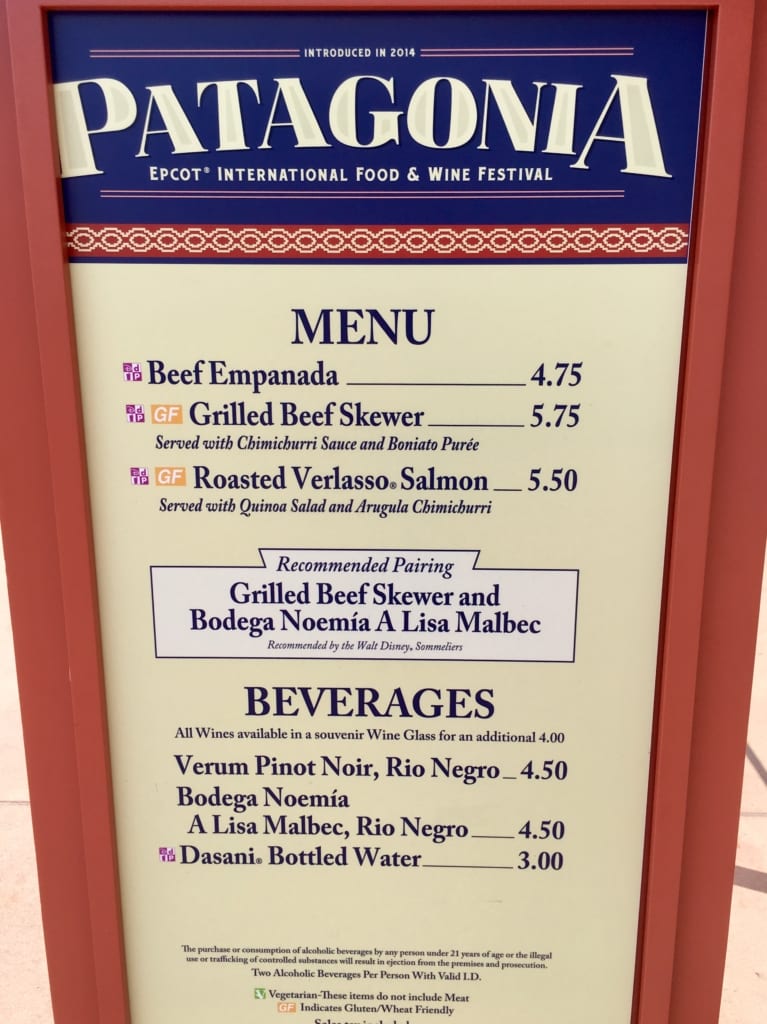 INTRODUCED IN 2014
PATAGONIA
EPCOT® INTERNATIONAL FOOD & WINE FESTIVAL
MENU
Beef Empanada 4.75
GF Grilled Beef Skewer 5.75
Served with Chimichurri Sauce and Boniato Purée
GF Roasted Verlasso® Salmon 5.50
Served with Quinoa Salad and Arugula Chimichurri
Recommended Pairing
Grilled Beef Skewer and
Bodega Noemía A Lisa Malbec
Recommended by the Walt Disney® Sommeliers
BEVERAGES
All Wines available in a souvenir Wine Glass for an additional 4.00
Verum Pinot Noir, Rio Negro 4.50
Bodega Noemía
A Lisa Malbec, Rio Negro 4.50
Dasani® Bottled Water 3.00
The purchase or consumption of alcoholic beverages by any person under 21 years of age or the illegal
use or trafficking of controlled substances will result in ejection from the premises and prosecution.
Two Alcoholic Beverages Per Person With Valid I.D.
V Vegetarian-These items do not include Meat
GF Indicates Gluten/Wheat Friendly